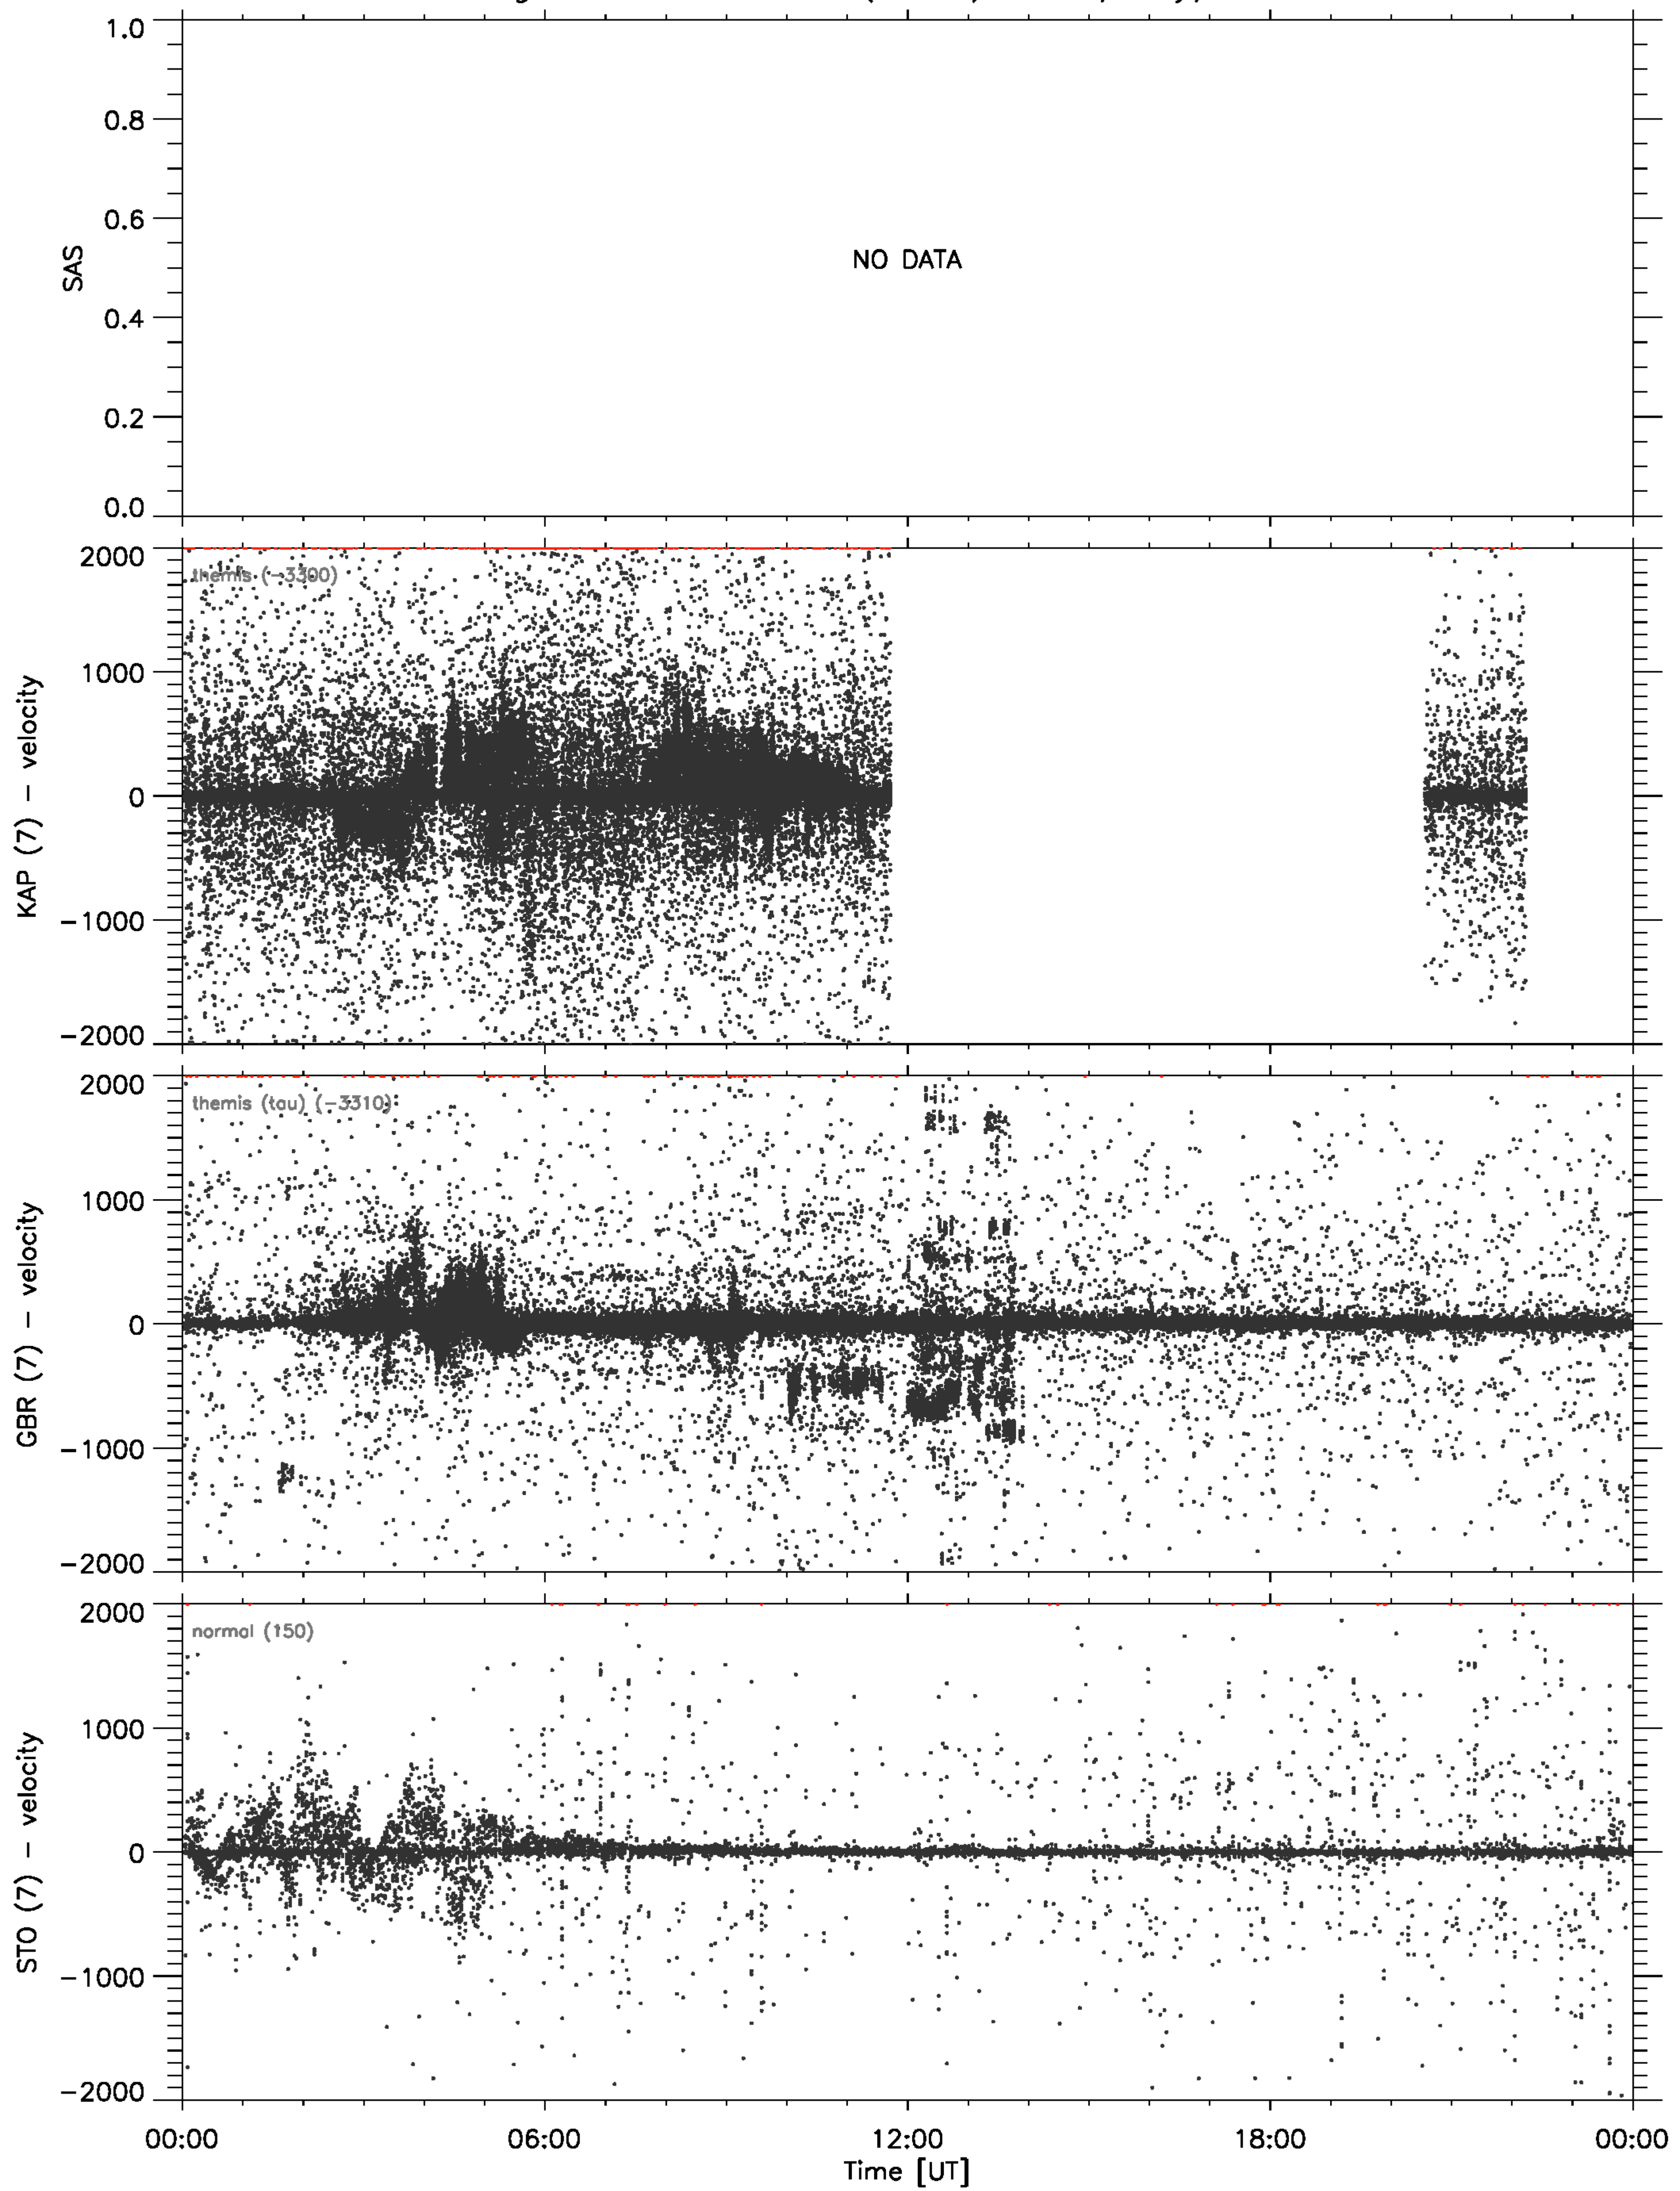 1.0
0.8
0.6
0.4
0.2
0.0
SAS
NO DATA
2000
1000
0
−1000
−2000
KAP (7) − velocity
themis (−3300)
2000
1000
0
−1000
−2000
GBR (7) − velocity
themis (tau) (−3310)
2000
1000
0
−1000
−2000
STO (7) − velocity
normal (150)
00:00 06:00 12:00 18:00 00:00
Time [UT]